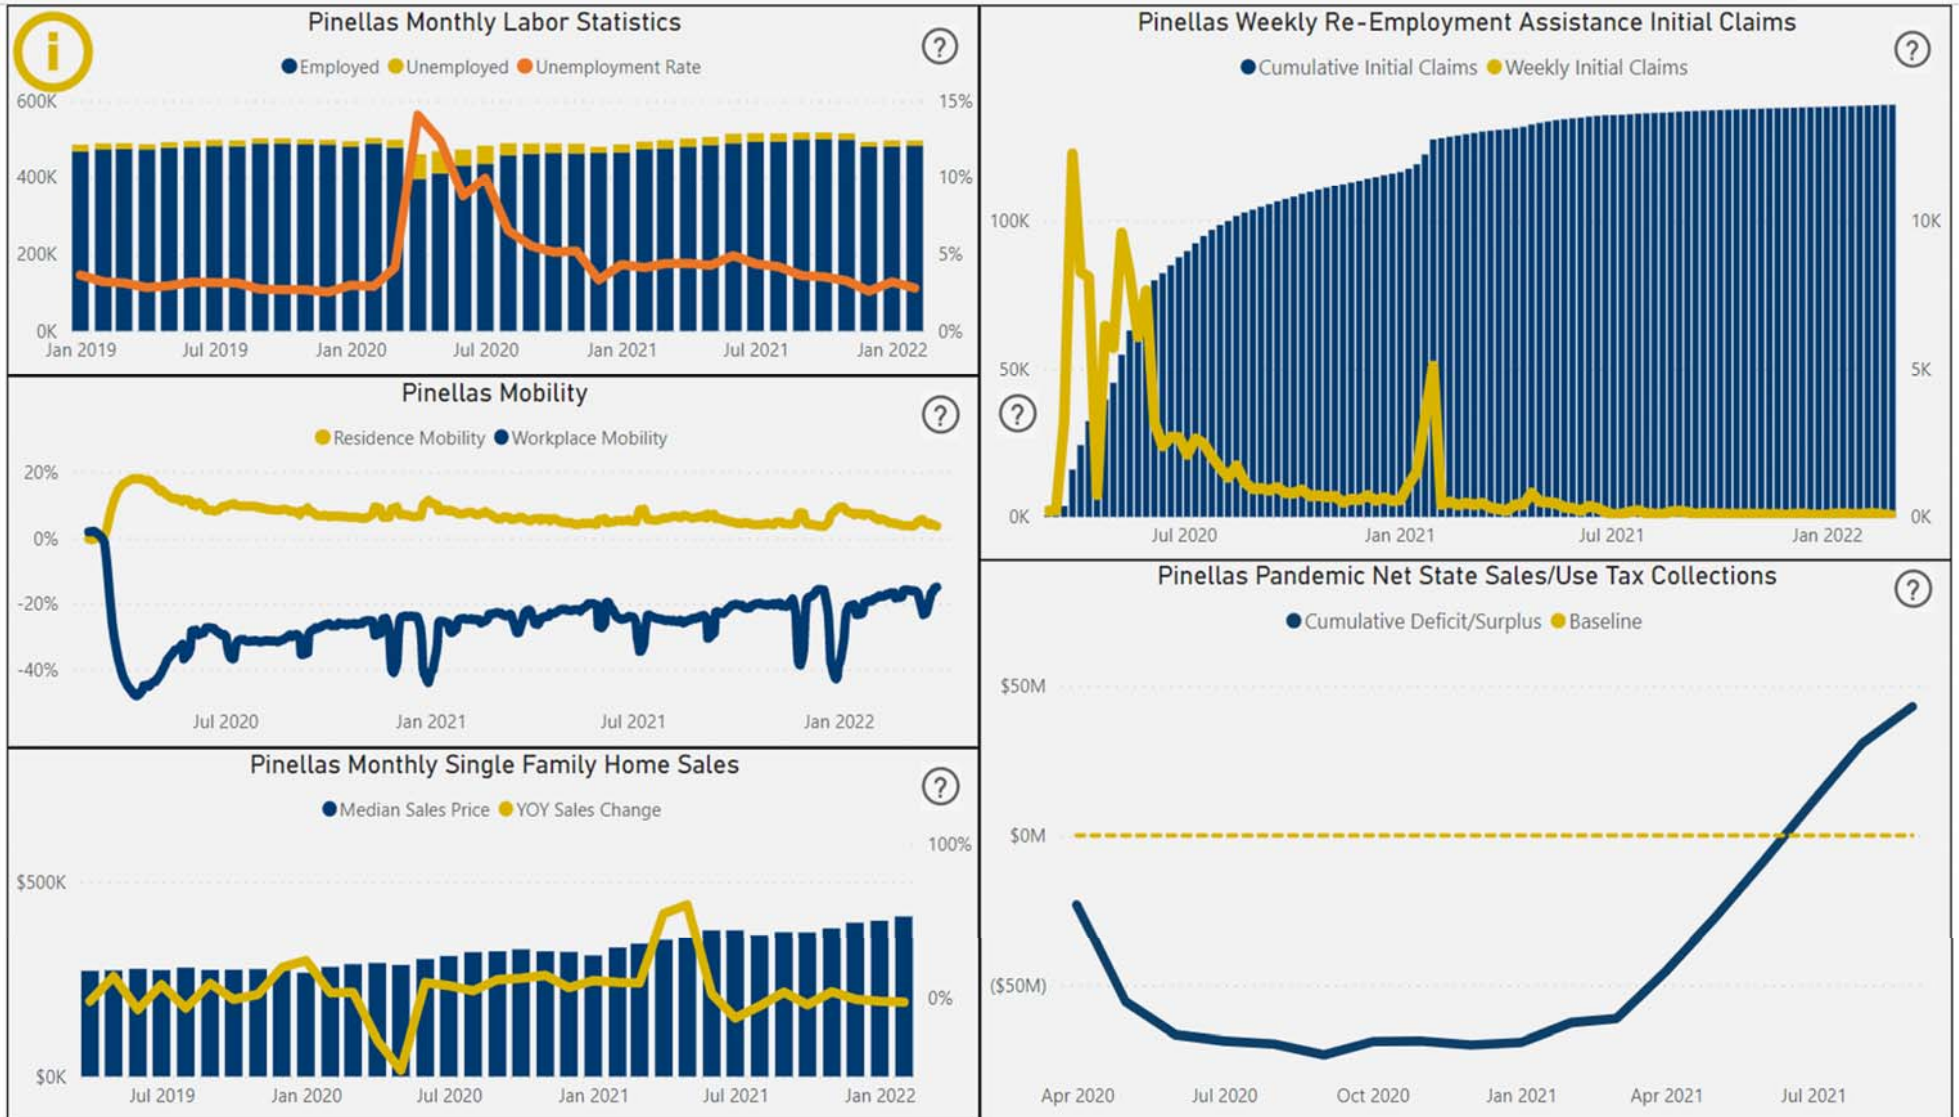 i
Pinellas Monthly Labor Statistics
?
Employed Unemployed Unemployment Rate
600K 15%
400K 10%
200K 5%
0K 0%
Jan 2019 Jul 2019 Jan 2020 Jul 2020 Jan 2021 Jul 2021 Jan 2022
Pinellas Mobility
?
Residence Mobility Workplace Mobility
20%
0%
-20%
-40%
Jul 2020 Jan 2021 Jul 2021 Jan 2022
Pinellas Monthly Single Family Home Sales
?
Median Sales Price YOY Sales Change
100%
$500K
0%
$0K
Jul 2019 Jan 2020 Jul 2020 Jan 2021 Jul 2021 Jan 2022
Pinellas Weekly Re-Employment Assistance Initial Claims
?
Cumulative Initial Claims Weekly Initial Claims
100K 10K
50K 5K
?
0K 0K
Jul 2020 Jan 2021 Jul 2021 Jan 2022
Pinellas Pandemic Net State Sales/Use Tax Collections
?
Cumulative Deficit/Surplus Baseline
$50M
$0M
($50M)
Apr 2020 Jul 2020 Oct 2020 Jan 2021 Apr 2021 Jul 2021